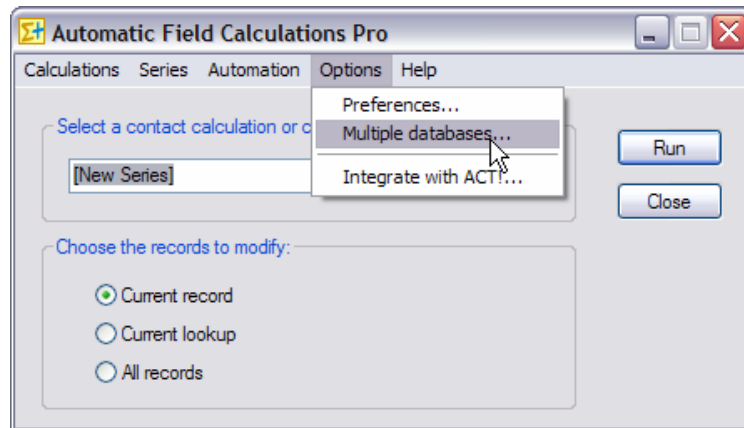 Automatic Field Calculations Pro
Calculations Series Automation Options Help
Preferences...
Multiple databases...
Integrate with ACT!...
Select a contact calculation or
[New Series]
Run
Close
Choose the records to modify:
Current record
Current lookup
All records